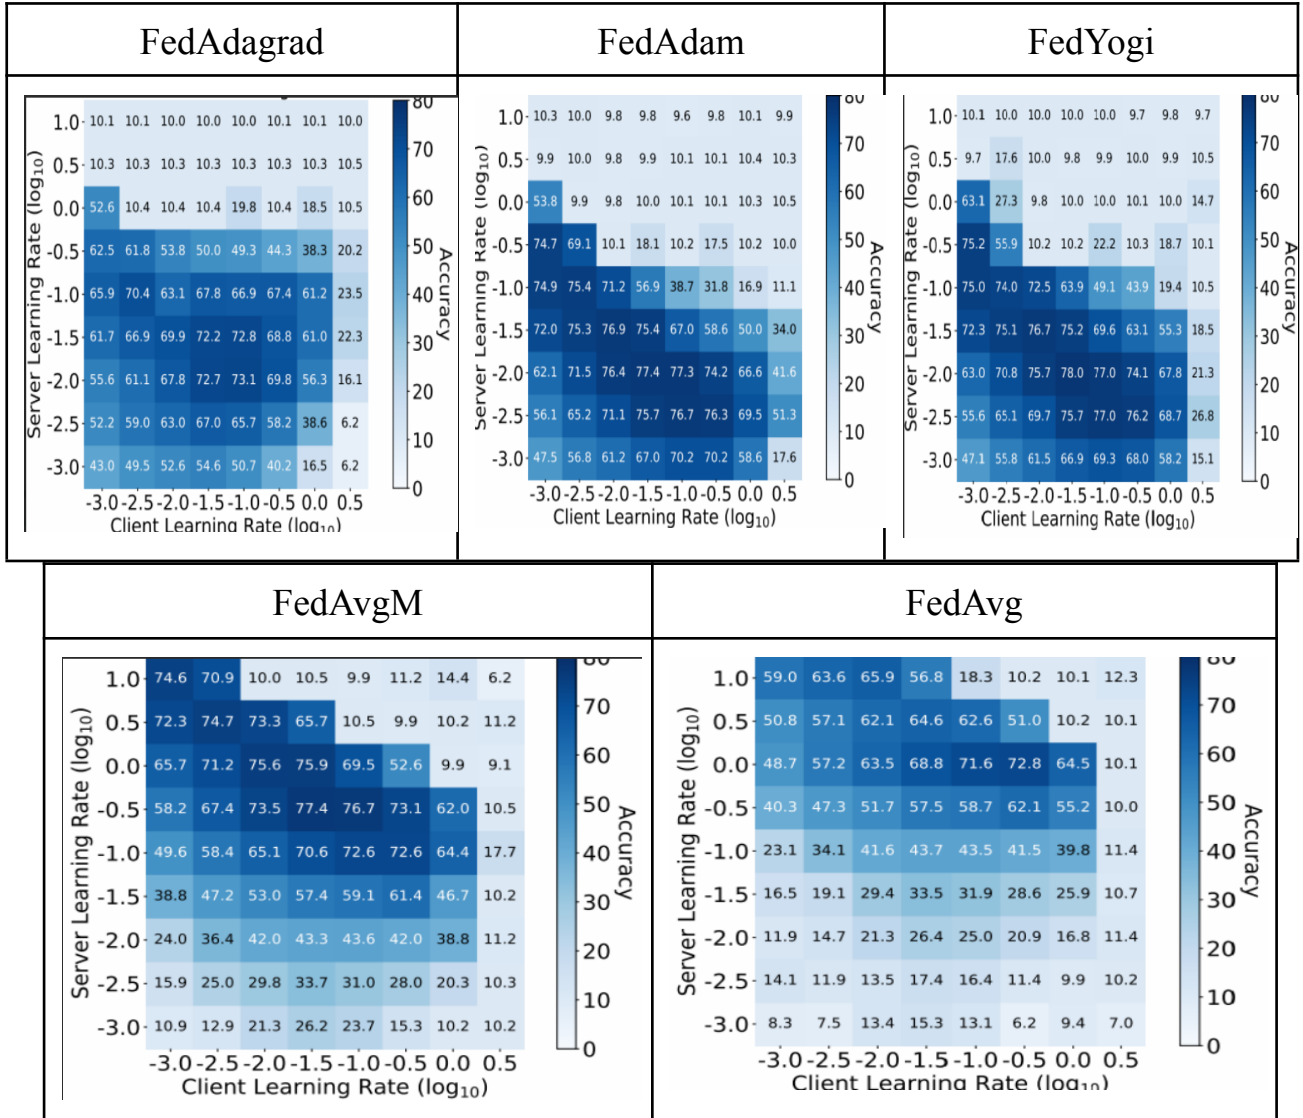 FedAdagrad FedAdam FedYogi
80
1.0 10.1 10.1 10.0 10.0 10.0 10.1 10.1 10.0
0.5 10.3 10.3 10.3 10.3 10.3 10.3 10.3 10.5
0.0 52.6 10.4 10.4 10.4 19.8 10.4 18.5 10.5
-0.5 62.5 61.8 53.8 50.0 49.3 44.3 38.3 20.2
-1.0 65.9 70.4 63.1 67.8 66.9 67.4 61.2 23.5
-1.5 61.7 66.9 69.9 72.2 72.8 68.8 61.0 22.3
-2.0 55.6 61.1 67.8 72.7 73.1 69.8 56.3 16.1
-2.5 52.2 59.0 63.0 67.0 65.7 58.2 38.6 6.2
-3.0 43.0 49.5 52.6 54.6 50.7 40.2 16.5 6.2
-3.0 -2.5 -2.0 -1.5 -1.0 -0.5 0.0 0.5
Client Learning Rate (log10)
Server Learning Rate (log10)
70
60
50
40
30
20
10
0
Accuracy
80
1.0 10.3 10.0 9.8 9.8 9.6 9.8 10.1 9.9
0.5 9.9 10.0 9.8 9.9 10.1 10.1 10.4 10.3
0.0 53.8 9.9 9.8 10.0 10.1 10.1 10.3 10.5
-0.5 74.7 69.1 10.1 18.1 10.2 17.5 10.2 10.0
-1.0 74.9 75.4 71.2 56.9 38.7 31.8 16.9 11.1
-1.5 72.0 75.3 76.9 75.4 67.0 58.6 50.0 34.0
-2.0 62.1 71.5 76.4 77.4 77.3 74.2 66.6 41.6
-2.5 56.1 65.2 71.1 75.7 76.7 76.3 69.5 51.3
-3.0 47.5 56.8 61.2 67.0 70.2 70.2 58.6 17.6
-3.0 -2.5 -2.0 -1.5 -1.0 -0.5 0.0 0.5
Client Learning Rate (log10)
Server Learning Rate (log10)
70
60
50
40
30
20
10
0
Accuracy
80
1.0 10.1 10.0 10.0 10.0 10.0 9.7 9.8 9.7
0.5 9.7 17.6 10.0 9.8 9.9 10.0 9.9 10.5
0.0 63.1 27.3 9.8 10.0 10.0 10.1 10.0 14.7
-0.5 75.2 55.9 10.2 10.2 22.2 10.3 18.7 10.1
-1.0 75.0 74.0 72.5 63.9 49.1 43.9 19.4 10.5
-1.5 72.3 75.1 76.7 75.2 69.6 63.1 55.3 18.5
-2.0 63.0 70.8 75.7 78.0 77.0 74.1 67.8 21.3
-2.5 55.6 65.1 69.7 75.7 77.0 76.2 68.7 26.8
-3.0 47.1 55.8 61.5 66.9 69.3 68.0 58.2 15.1
-3.0 -2.5 -2.0 -1.5 -1.0 -0.5 0.0 0.5
Client Learning Rate (log10)
Server Learning Rate (log10)
70
60
50
40
30
20
10
0
Accuracy
FedAvgM FedAvg
80
1.0 74.6 70.9 10.0 10.5 9.9 11.2 14.4 6.2
0.5 72.3 74.7 73.3 65.7 10.5 9.9 10.2 11.2
0.0 65.7 71.2 75.6 75.9 69.5 52.6 9.9 9.1
-0.5 58.2 67.4 73.5 77.4 76.7 73.1 62.0 10.5
-1.0 49.6 58.4 65.1 70.6 72.6 72.6 64.4 17.7
-1.5 38.8 47.2 53.0 57.4 59.1 61.4 46.7 10.2
-2.0 24.0 36.4 42.0 43.3 43.6 42.0 38.8 11.2
-2.5 15.9 25.0 29.8 33.7 31.0 28.0 20.3 10.3
-3.0 10.9 12.9 21.3 26.2 23.7 15.3 10.2 10.2
-3.0 -2.5 -2.0 -1.5 -1.0 -0.5 0.0 0.5
Client Learning Rate (log10)
Server Learning Rate (log10)
70
60
50
40
30
20
10
0
Accuracy
80
1.0 59.0 63.6 65.9 56.8 18.3 10.2 10.1 12.3
0.5 50.8 57.1 62.1 64.6 62.6 51.0 10.2 10.1
0.0 48.7 57.2 63.5 68.8 71.6 72.8 64.5 10.1
-0.5 40.3 47.3 51.7 57.5 58.7 62.1 55.2 10.0
-1.0 23.1 34.1 41.6 43.7 43.5 41.5 39.8 11.4
-1.5 16.5 19.1 29.4 33.5 31.9 28.6 25.9 10.7
-2.0 11.9 14.7 21.3 26.4 25.0 20.9 16.8 11.4
-2.5 14.1 11.9 13.5 17.4 16.4 11.4 9.9 10.2
-3.0 8.3 7.5 13.4 15.3 13.1 6.2 9.4 7.0
-3.0 -2.5 -2.0 -1.5 -1.0 -0.5 0.0 0.5
Client Learning Rate (log10)
Server Learning Rate (log10)
70
60
50
40
30
20
10
0
Accuracy